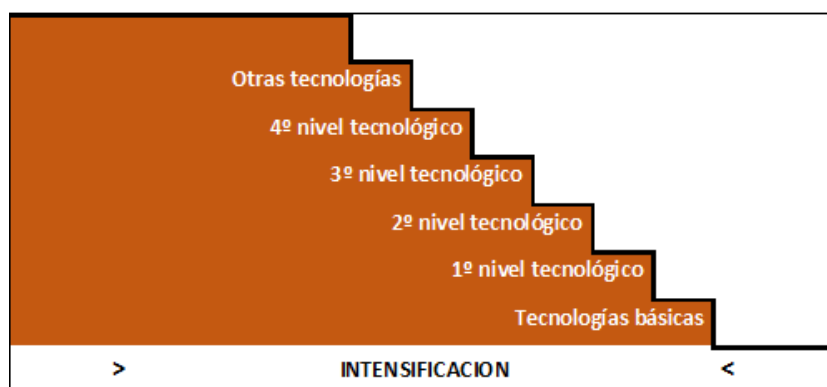 Otras tecnologías
4º nivel tecnológico
3º nivel tecnológico
2º nivel tecnológico
1º nivel tecnológico
Tecnologías básicas
> INTENSIFICACION <